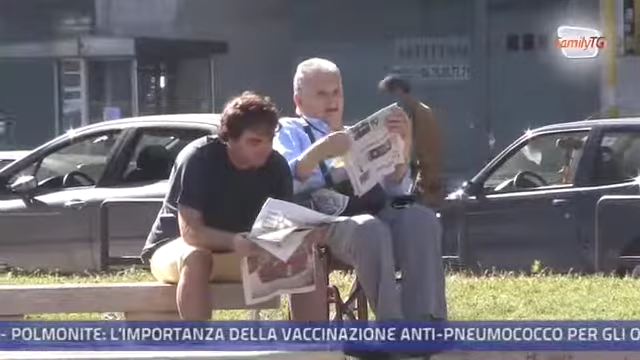 FamilyTG
- POLMONITE: L'IMPORTANZA DELLA VACCINAZIONE ANTI-PNEUMOCOCCO PER GLI O